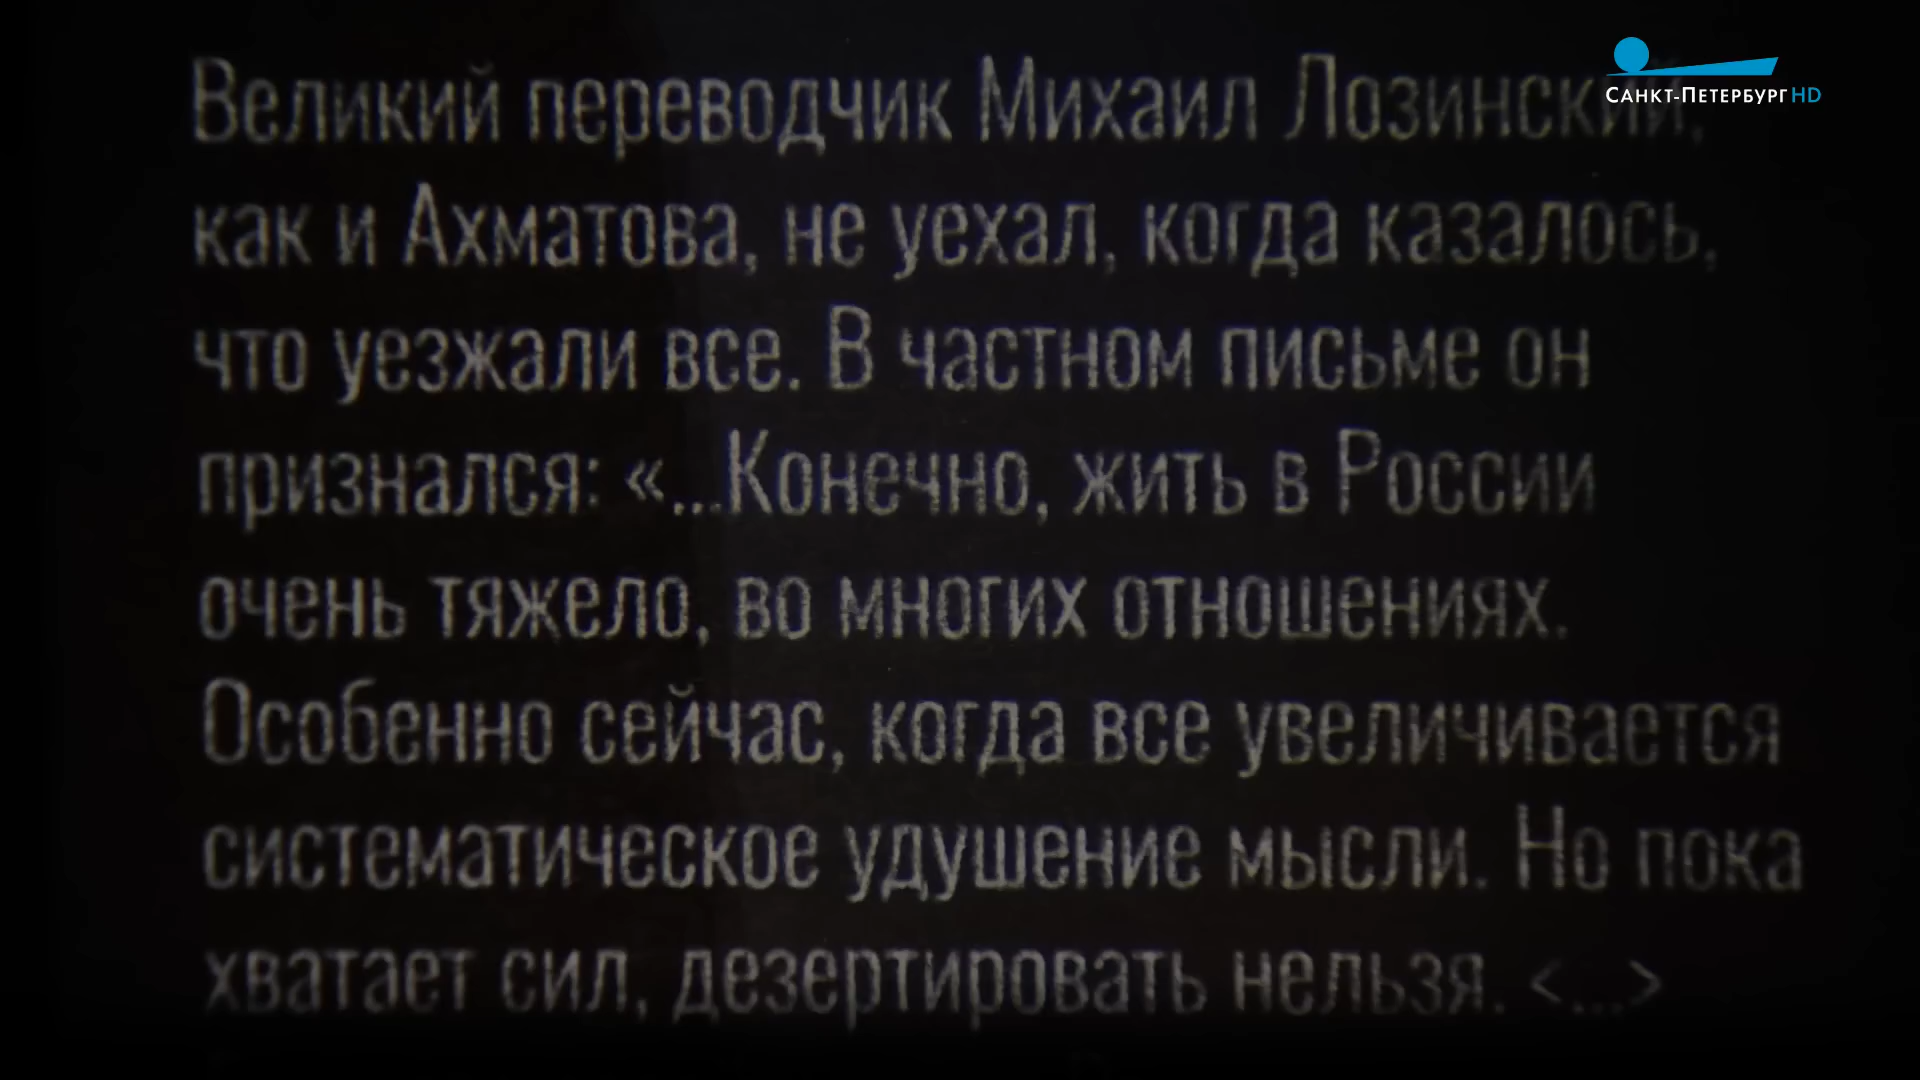 Великий переводчик Михаил Лозинский,
САНКТ-ПЕТЕРБУРГ HD
как и Ахматова, не уехал, когда казалось,
что уезжали все. В частном письме он
признался: «...Конечно, жить в России
очень тяжело, во многих отношениях.
Особенно сейчас, когда все увеличивается
систематическое удушение мысли. Но пока
хватает сил, дезертировать нельзя. <...>